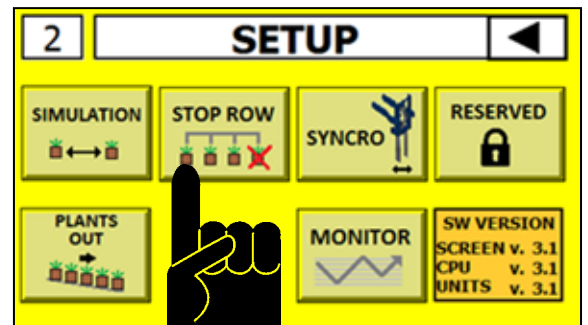 2
SETUP
SIMULATION
STOP ROW
SYNCRO
RESERVED
PLANTS
OUT
MONITOR
SW VERSION
SCREEN v. 3.1
CPU v. 3.1
UNITS v. 3.1